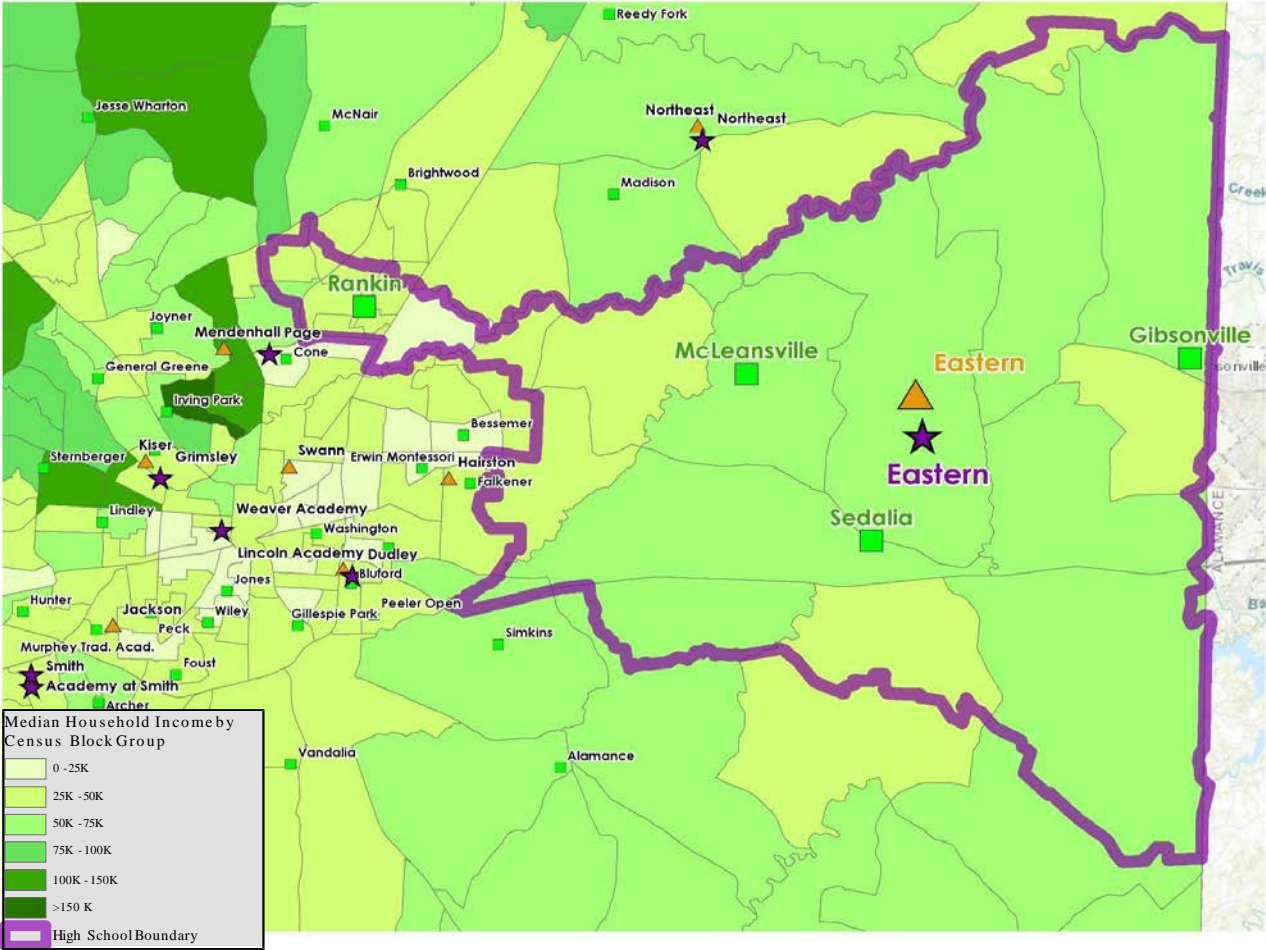 Reedy Fork
Jesse Wharton
McNair
Northeast
Northeast
Brightwood
Madison
Creek
Travis
Rankin
Joyner
Mendenhall Page
Cone
General Greene
McLeansville
Gibsonville
sonville
Eastern
Irving Park
Bessemer
Kiser
Grimsley
Sternberger
Swann
Erwin Montessori
Hairston
Falkener
Eastern
Lindley
Weaver Academy
Washington
Sedalia
ALAMANCE
Lincoln Academy
Dudley
Bluford
Jones
Hunter
Jackson
Peck
Wiley
Gillespie Park
Peeler Open
Ba
Simkins
Murphey Trad. Acad.
Smith
Foust
Academy at Smith
Archer
Vandalia
Alamance
Median Household Income by
Census Block Group
0 -25K
25K -50K
50K -75K
75K - 100K
100K - 150K
>150 K
High School Boundary